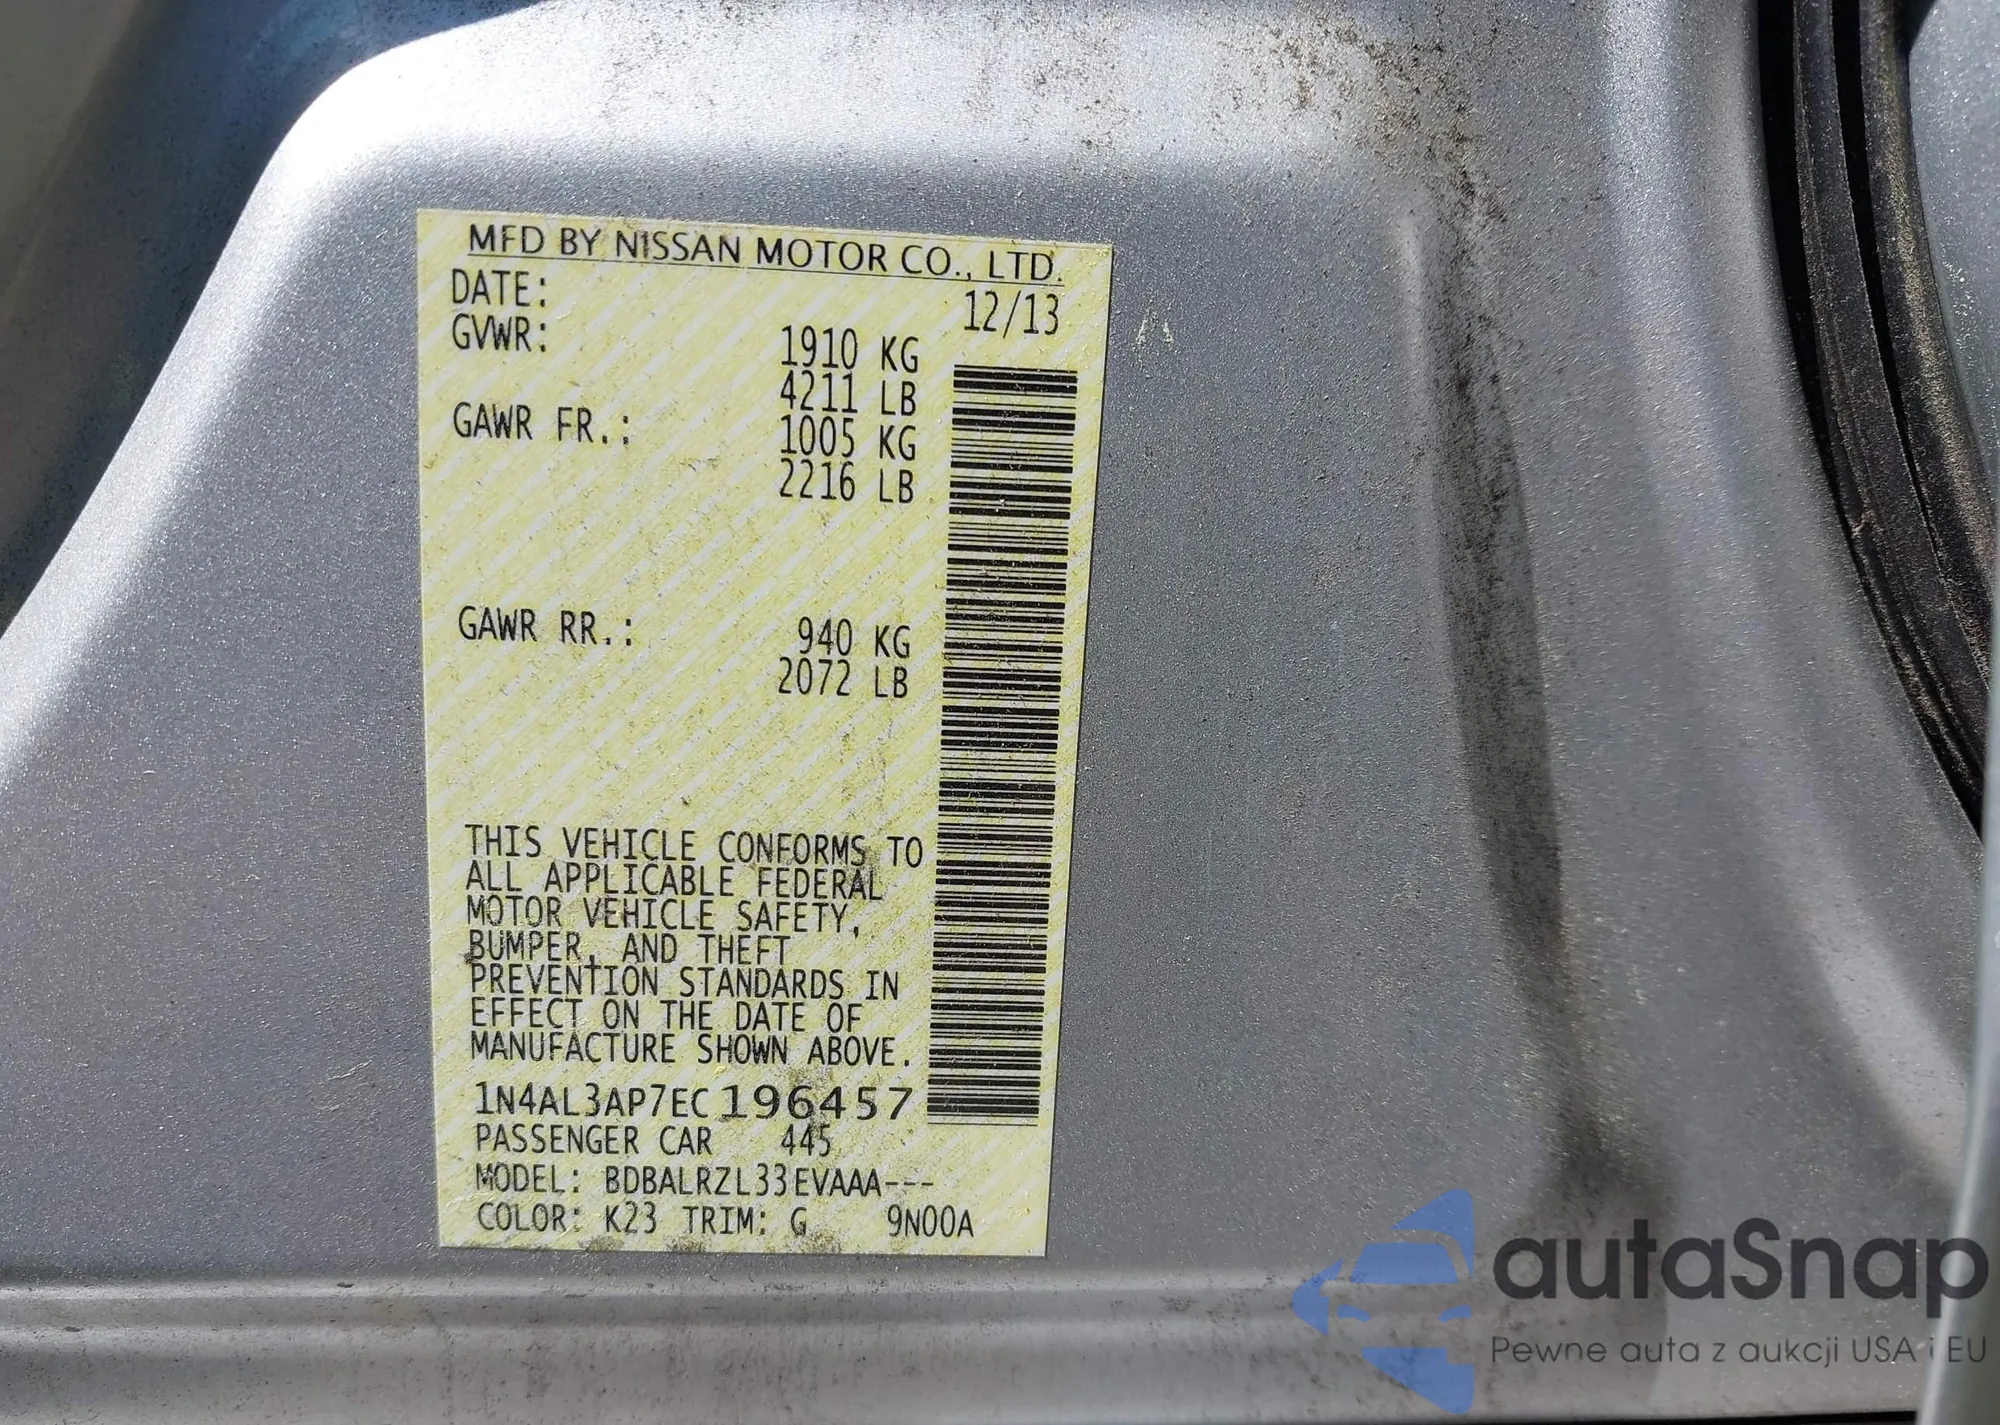 MFD BY NISSAN MOTOR CO., LTD.
DATE: 12/13
GVWR: 1910 KG
4211 LB
GAWR FR.: 1005 KG
2216 LB
GAWR RR.: 940 KG
2072 LB
THIS VEHICLE CONFORMS TO
ALL APPLICABLE FEDERAL
MOTOR VEHICLE SAFETY,
BUMPER, AND THEFT
PREVENTION STANDARDS IN
EFFECT ON THE DATE OF
MANUFACTURE SHOWN ABOVE.
1N4AL3AP7EC196457
PASSENGER CAR 445
MODEL: BDBALRZL33EVAAA---
COLOR: K23 TRIM: G 9N00A
autaSnap
Pewne auta z aukcji USA i EU